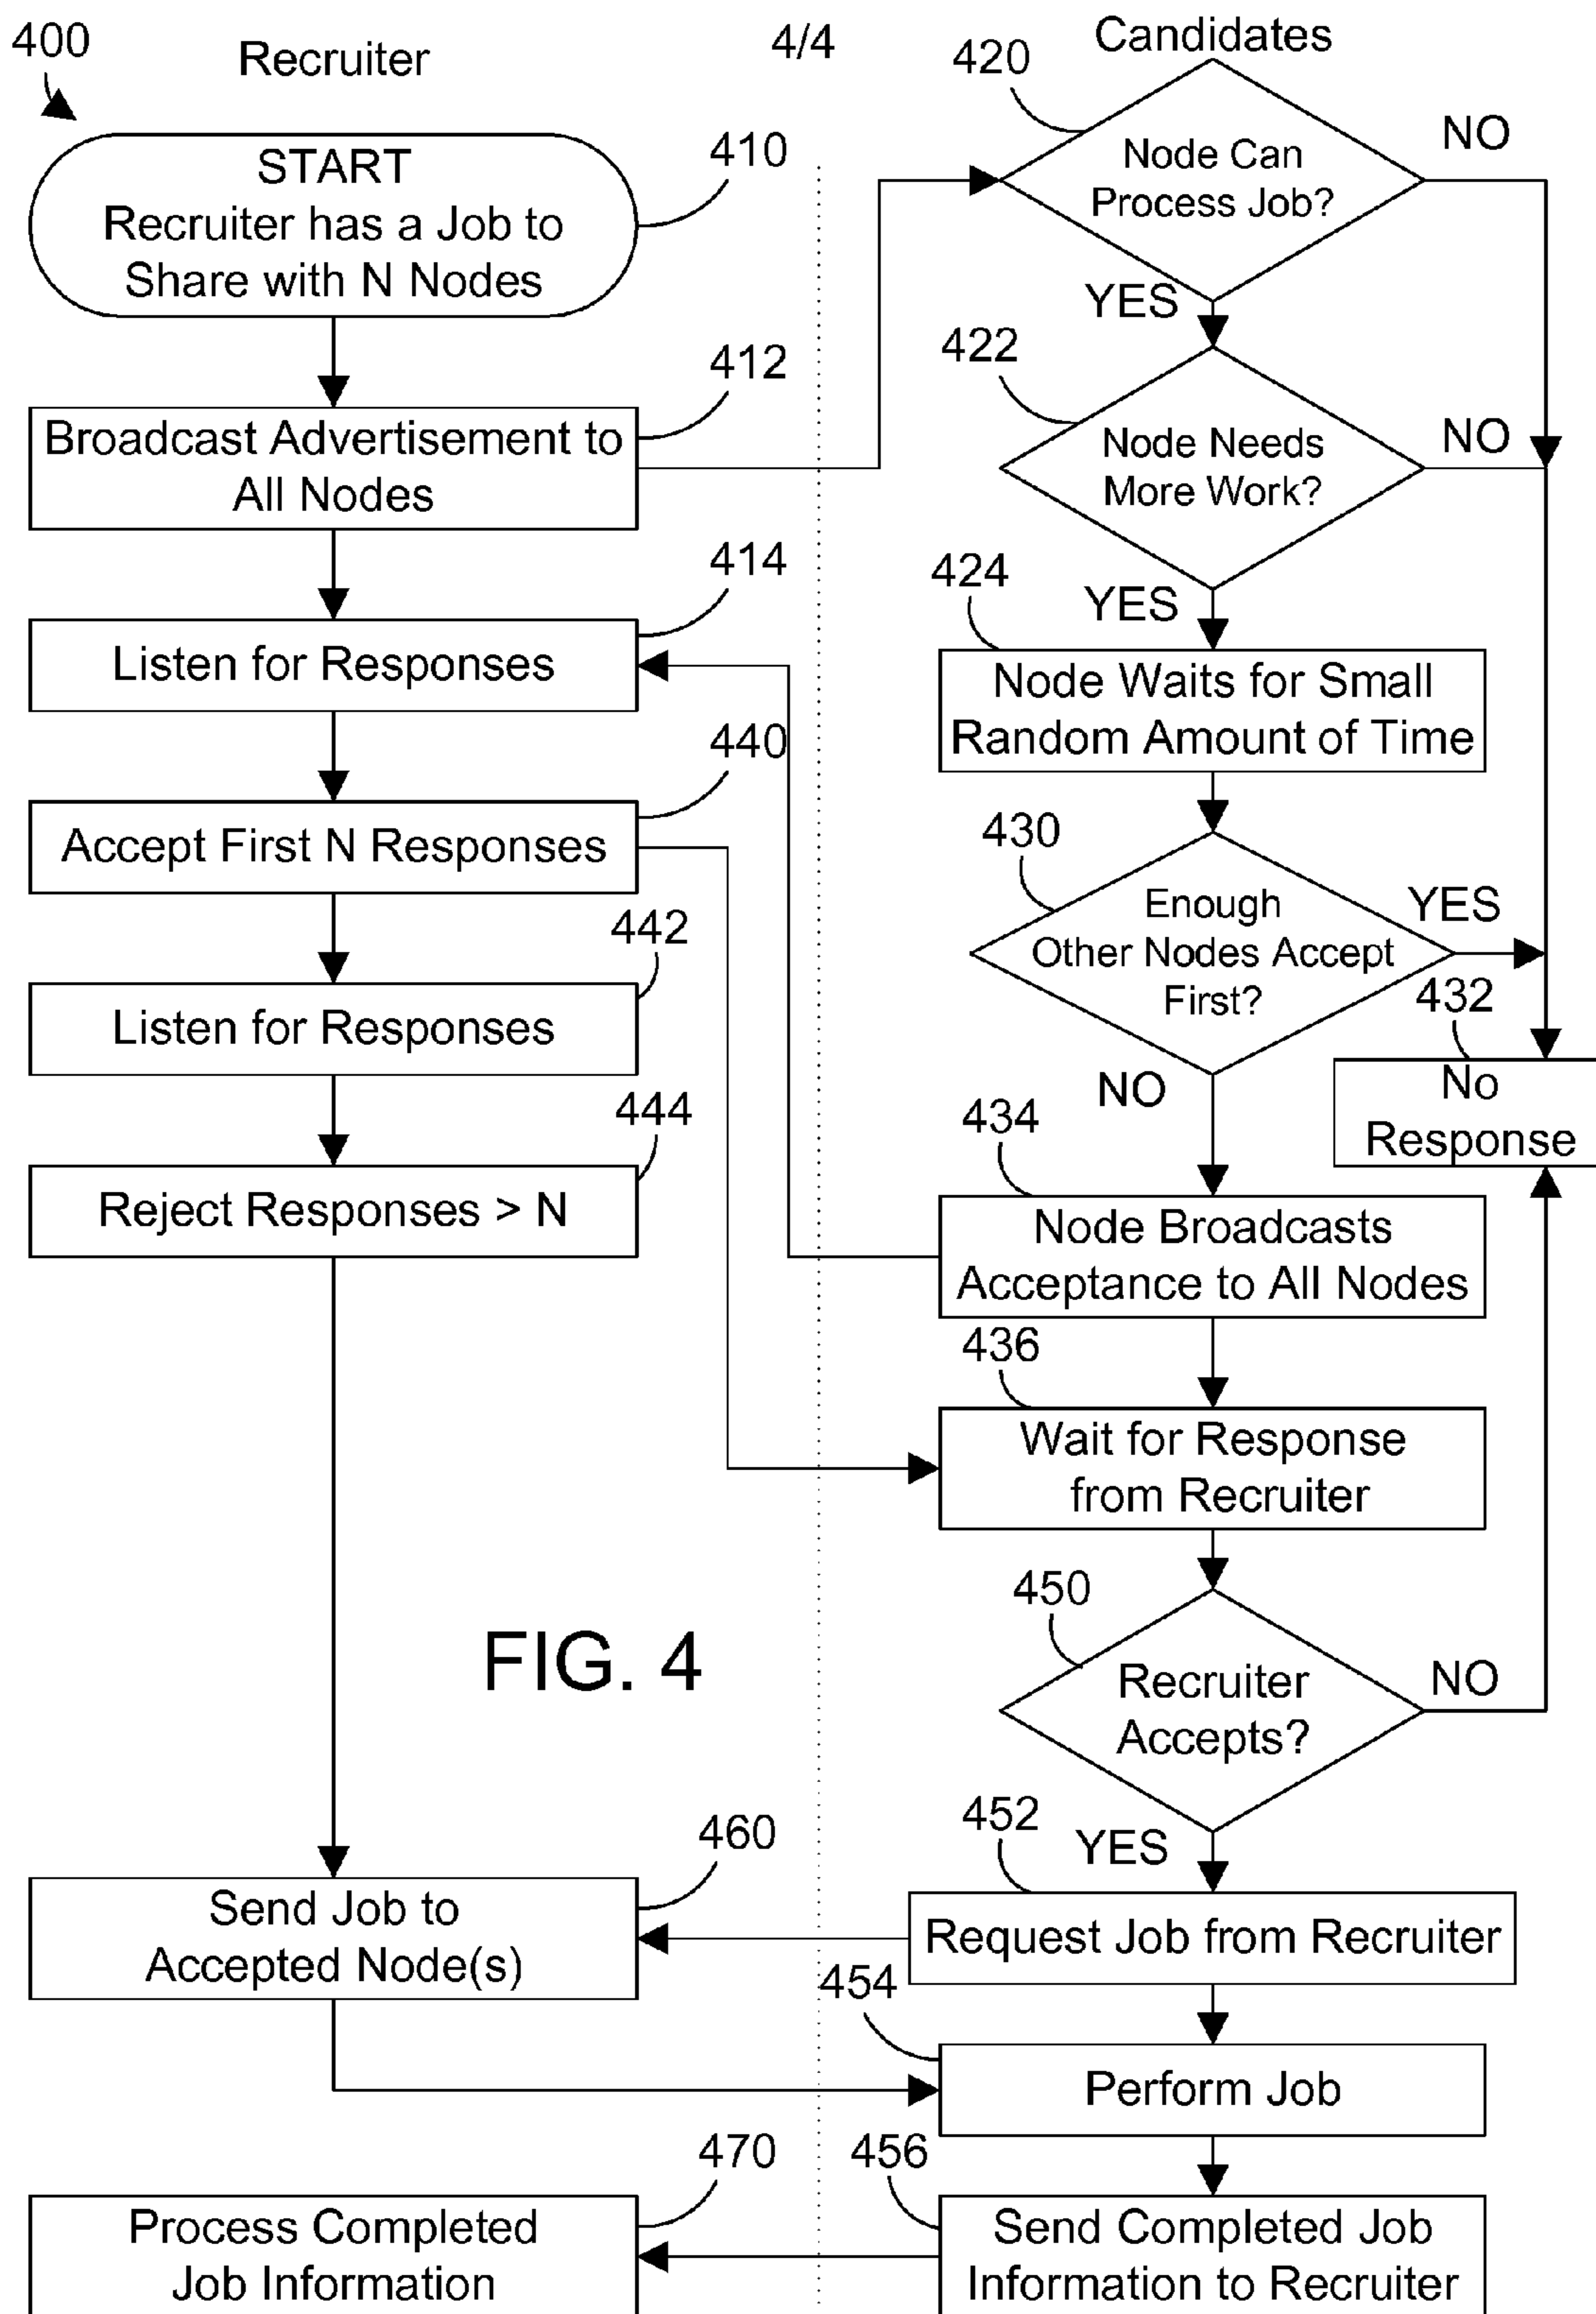 400
Recruiter
4/4
Candidates
START
Recruiter has a Job to
Share with N Nodes
410
412
Broadcast Advertisement to
All Nodes
414
Listen for Responses
440
Accept First N Responses
442
Listen for Responses
444
Reject Responses > N
FIG. 4
460
Send Job to
Accepted Node(s)
470
Process Completed
Job Information
420
Node Can
Process Job?
NO
YES
422
Node Needs
More Work?
NO
YES
424
Node Waits for Small
Random Amount of Time
430
Enough
Other Nodes Accept
First?
YES
432
No
Response
NO
434
Node Broadcasts
Acceptance to All Nodes
436
Wait for Response
from Recruiter
450
Recruiter
Accepts?
NO
YES
452
Request Job from Recruiter
454
Perform Job
456
Send Completed Job
Information to Recruiter